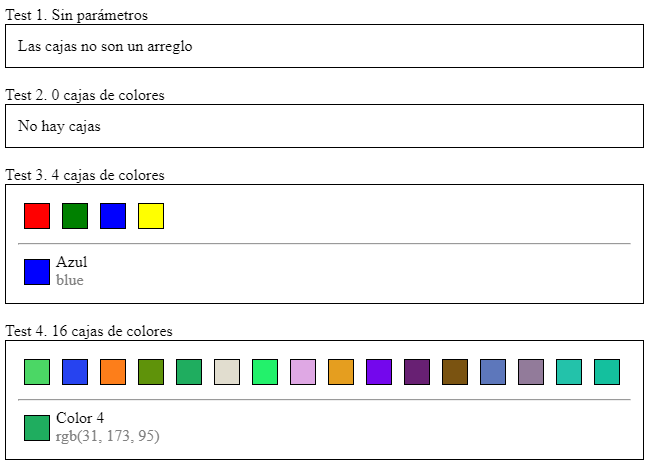 Test 1. Sin parámetros
Las cajas no son un arreglo
Test 2. 0 cajas de colores
No hay cajas
Test 3. 4 cajas de colores
Azul
blue
Test 4. 16 cajas de colores
Color 4
rgb(31, 173, 95)